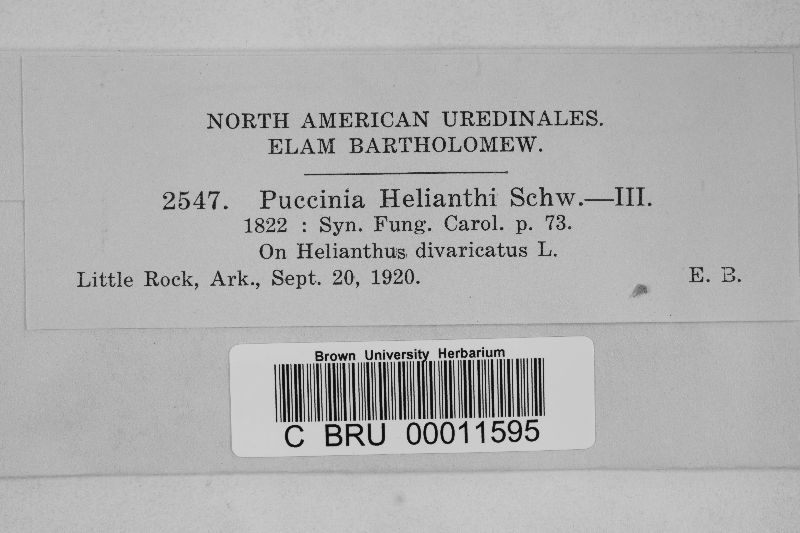 NORTH AMERICAN UREDINALES.
ELAM BARTHOLOMEW.
2547. Puccinia Helianthi Schw.—III.
1822 : Syn. Fung. Carol. p. 73.
On Helianthus divaricatus L.
Little Rock, Ark., Sept. 20, 1920. E. B.
Brown University Herbarium
C BRU 00011595